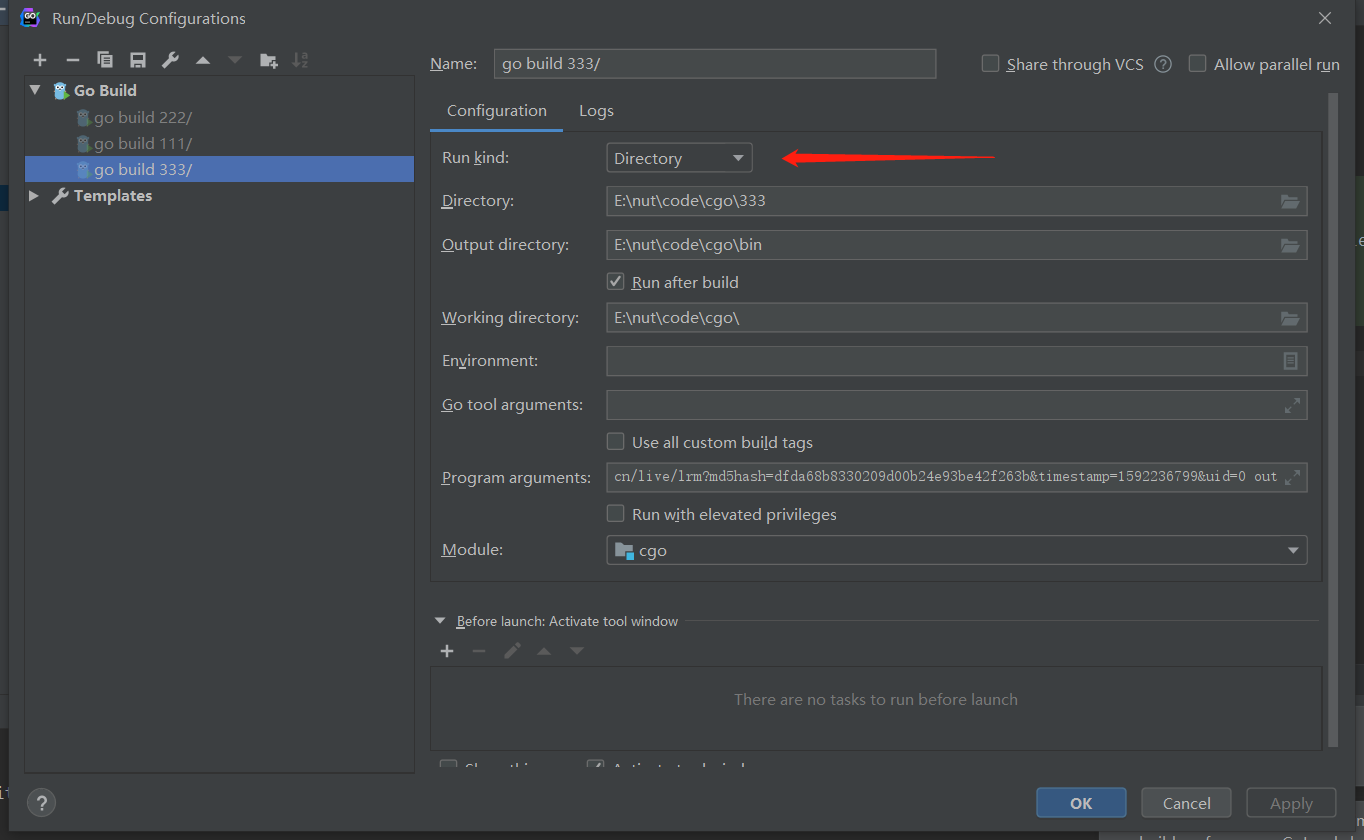 Run/Debug Configurations
Name: go build 333/ Share through VCS ? Allow parallel run
Go Build
go build 222/
go build 111/
go build 333/
Templates
Configuration Logs
Run kind: Directory
Directory: E:\nut\code\cgo\333
Output directory: E:\nut\code\cgo\bin
Run after build
Working directory: E:\nut\code\cgo\
Environment:
Go tool arguments:
Use all custom build tags
Program arguments: cn/live/lrm?md5hash=dfda68b8330209d00b24e93be42f263b&timestamp=1592236799&uid=0 out
Run with elevated privileges
Module: cgo
Before launch: Activate tool window
There are no tasks to run before launch
? OK Cancel Apply